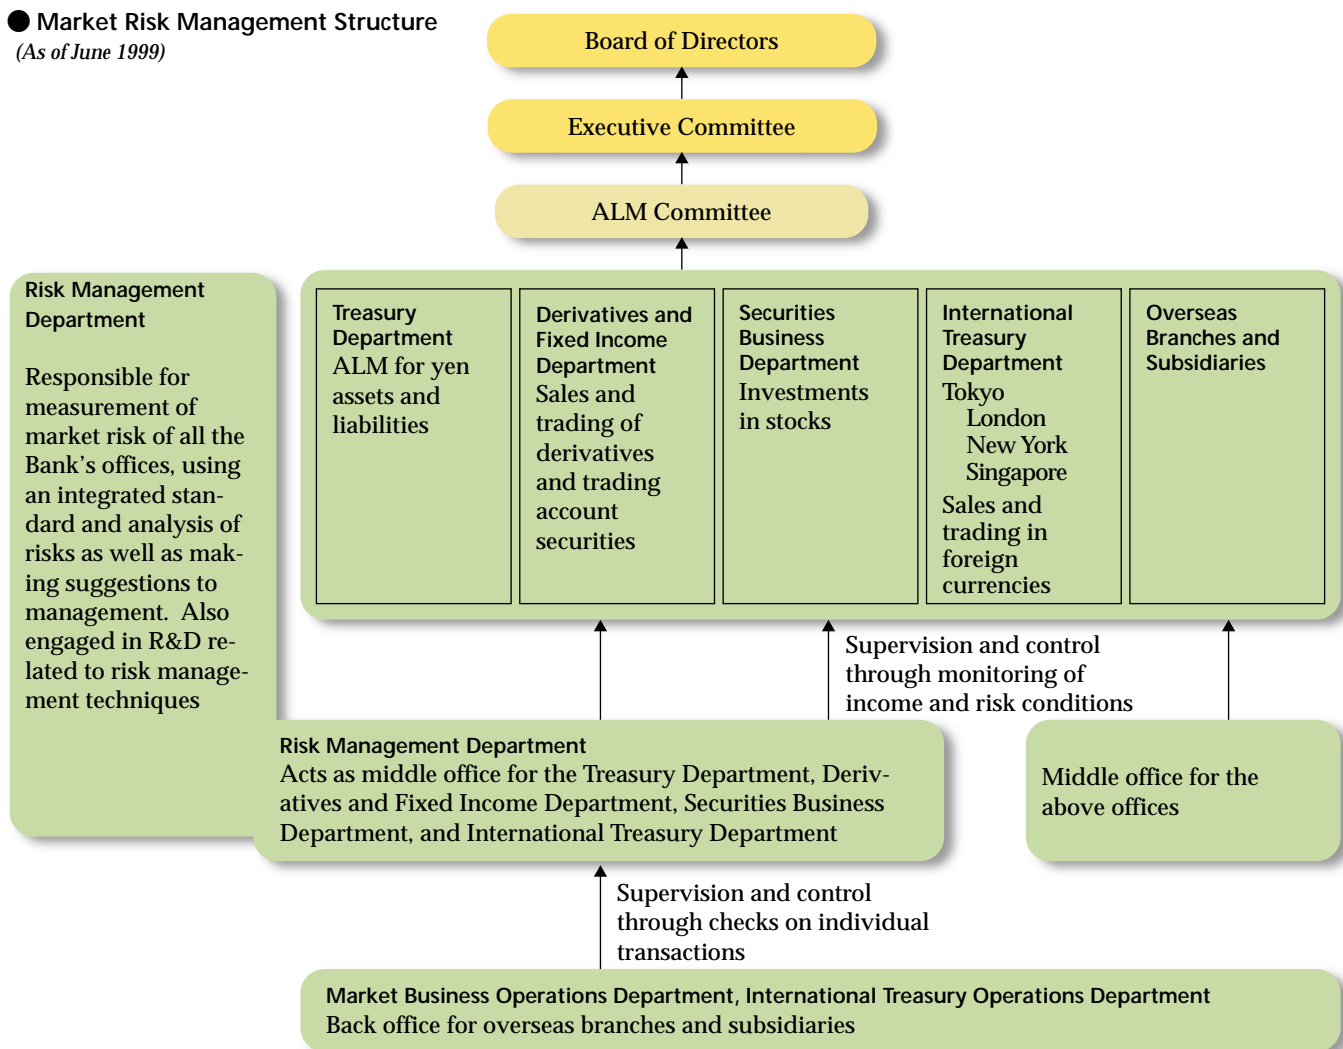 ● Market Risk Management Structure
(As of June 1999)
Board of Directors
Executive Committee
ALM Committee
Risk Management
Department
Responsible for
measurement of
market risk of all the
Bank’s offices, using
an integrated stan-
dard and analysis of
risks as well as mak-
ing suggestions to
management. Also
engaged in R&D re-
lated to risk manage-
ment techniques
Treasury
Department
ALM for yen
assets and
liabilities
Derivatives and
Fixed Income
Department
Sales and
trading of
derivatives
and trading
account
securities
Securities
Business
Department
Investments
in stocks
International
Treasury
Department
Tokyo
London
New York
Singapore
Sales and
trading in
foreign
currencies
Overseas
Branches and
Subsidiaries
Supervision and control
through monitoring of
income and risk conditions
Risk Management Department
Acts as middle office for the Treasury Department, Deriv-
atives and Fixed Income Department, Securities Business
Department, and International Treasury Department
Middle office for the
above offices
Supervision and control
through checks on individual
transactions
Market Business Operations Department, International Treasury Operations Department
Back office for overseas branches and subsidiaries